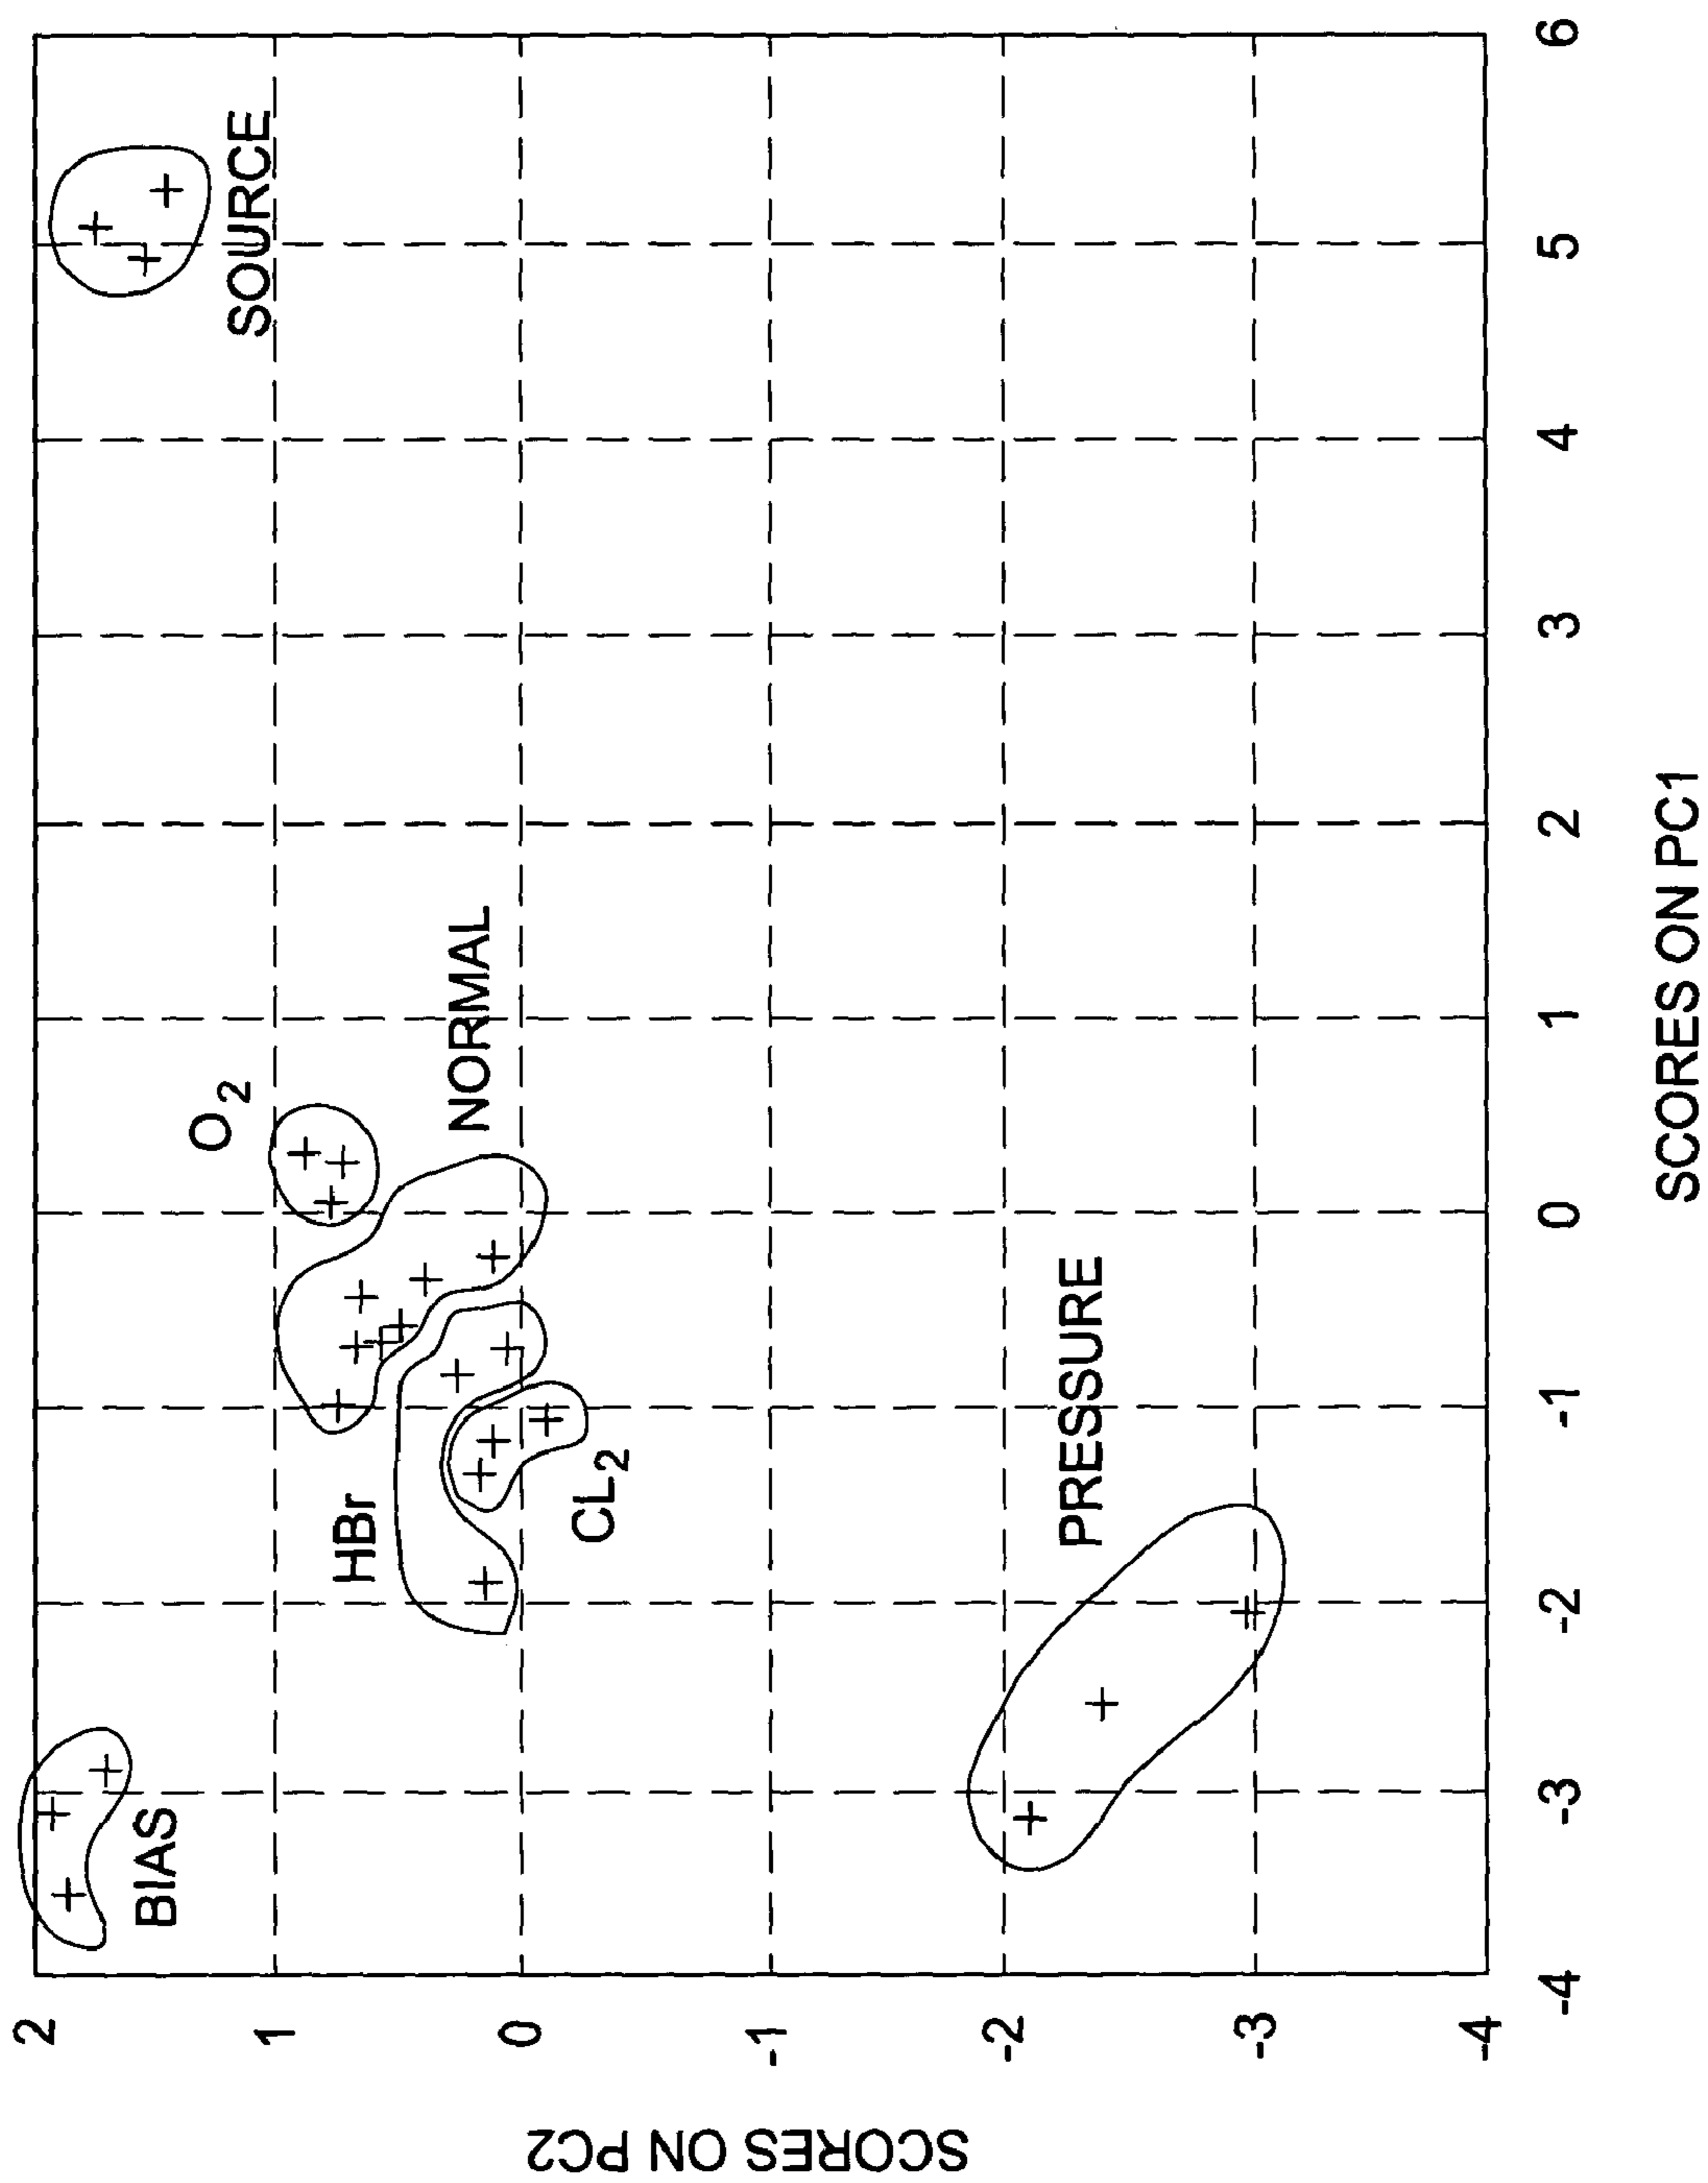 SCORES ON PC2
2
1
0
-1
-2
-3
-4
BIAS
HBr
CL2
O2
NORMAL
PRESSURE
SOURCE
-4
-3
-2
-1
0
1
2
3
4
5
6
SCORES ON PC1